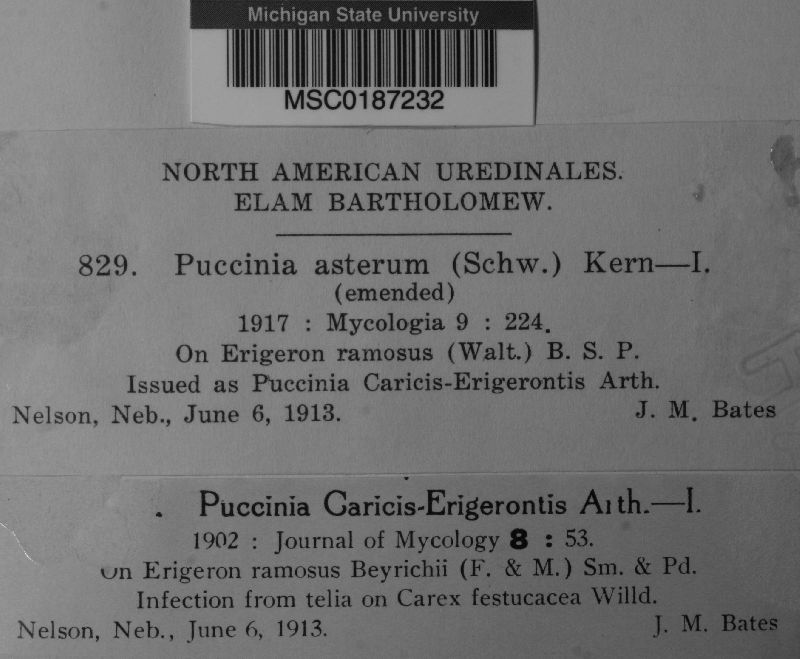 Michigan State University
MSC0187232
NORTH AMERICAN UREDINALES.
ELAM BARTHOLOMEW.
829. Puccinia asterum (Schw.) Kern—I.
(emended)
1917 : Mycologia 9 : 224.
On Erigeron ramosus (Walt.) B. S. P.
Issued as Puccinia Caricis-Erigerontis Arth.
Nelson, Neb., June 6, 1913. J. M. Bates
Puccinia Caricis-Erigerontis Arth.—I.
1902 : Journal of Mycology 8 : 53.
On Erigeron ramosus Beyrichii (F. & M.) Sm. & Pd.
Infection from telia on Carex festucacea Willd.
Nelson, Neb., June 6, 1913. J. M. Bates